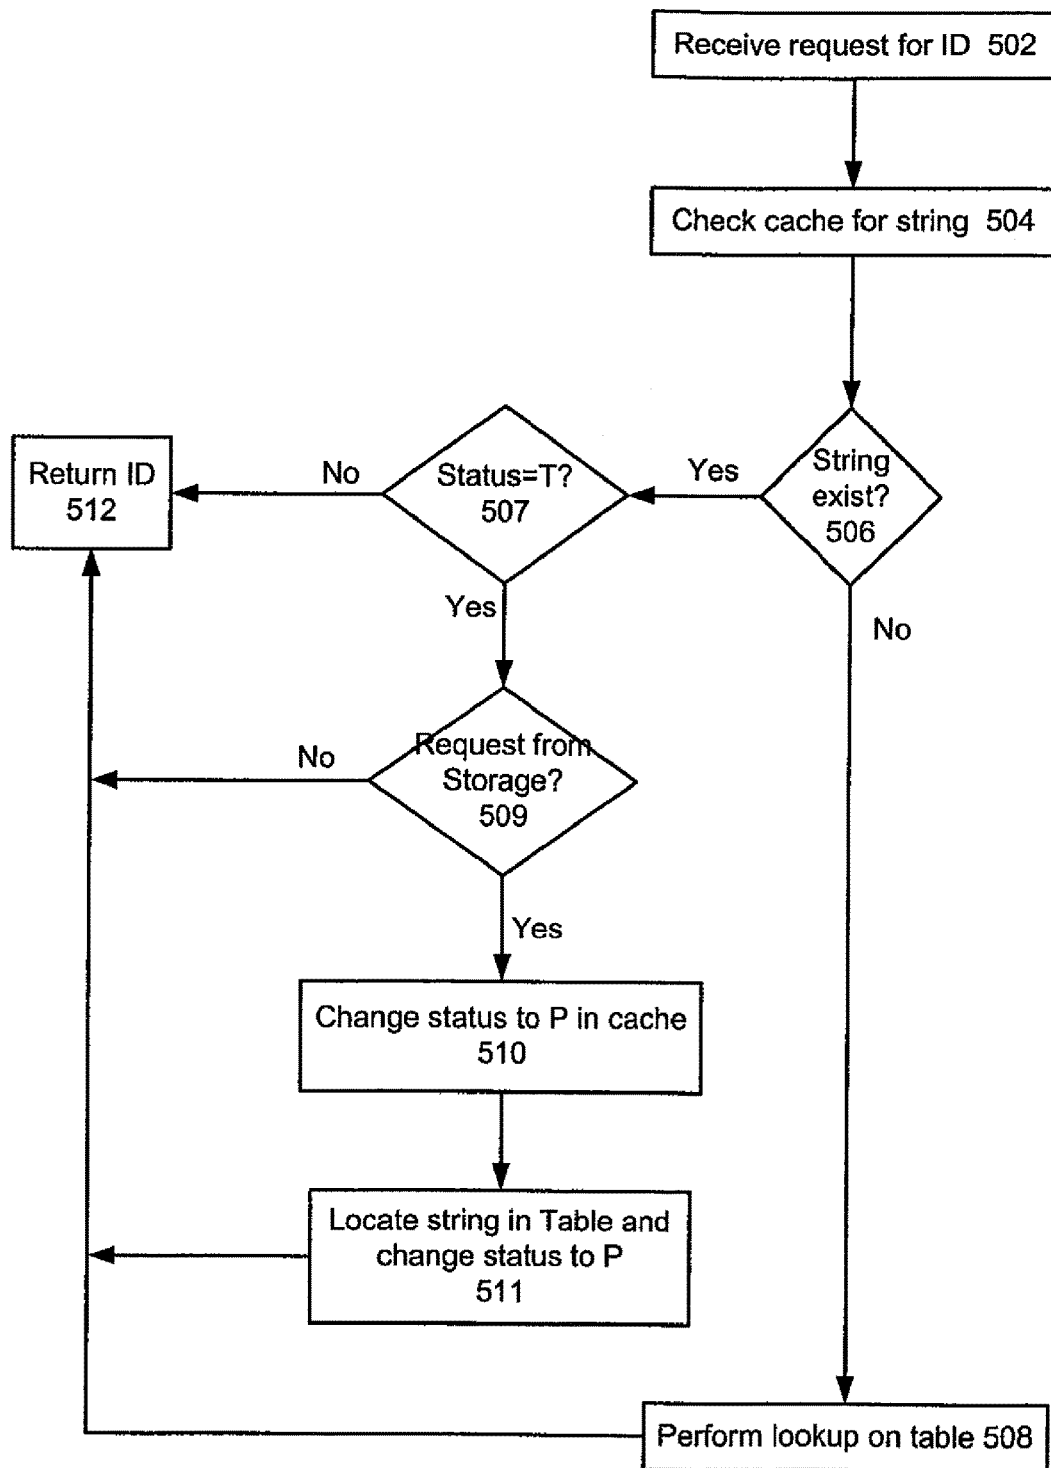 Receive request for ID 502
Check cache for string 504
String
exist?
506
Yes
No
Status=T?
507
No
Yes
Return ID
512
Request from
Storage?
509
No
Yes
Change status to P in cache
510
Locate string in Table and
change status to P
511
Perform lookup on table 508